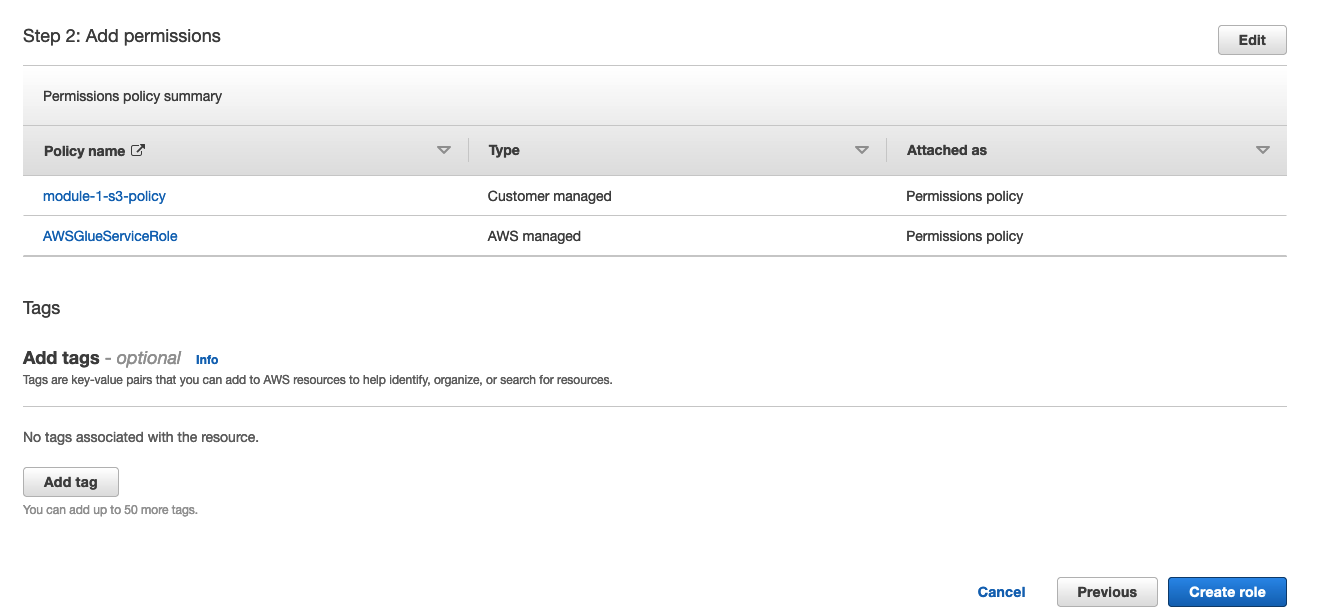 Step 2: Add permissions
Edit
Permissions policy summary
Policy name Type Attached as
module-1-s3-policy Customer managed Permissions policy
AWSGlueServiceRole AWS managed Permissions policy
Tags
Add tags - optional Info
Tags are key-value pairs that you can add to AWS resources to help identify, organize, or search for resources.
No tags associated with the resource.
Add tag
You can add up to 50 more tags.
Cancel Previous Create role